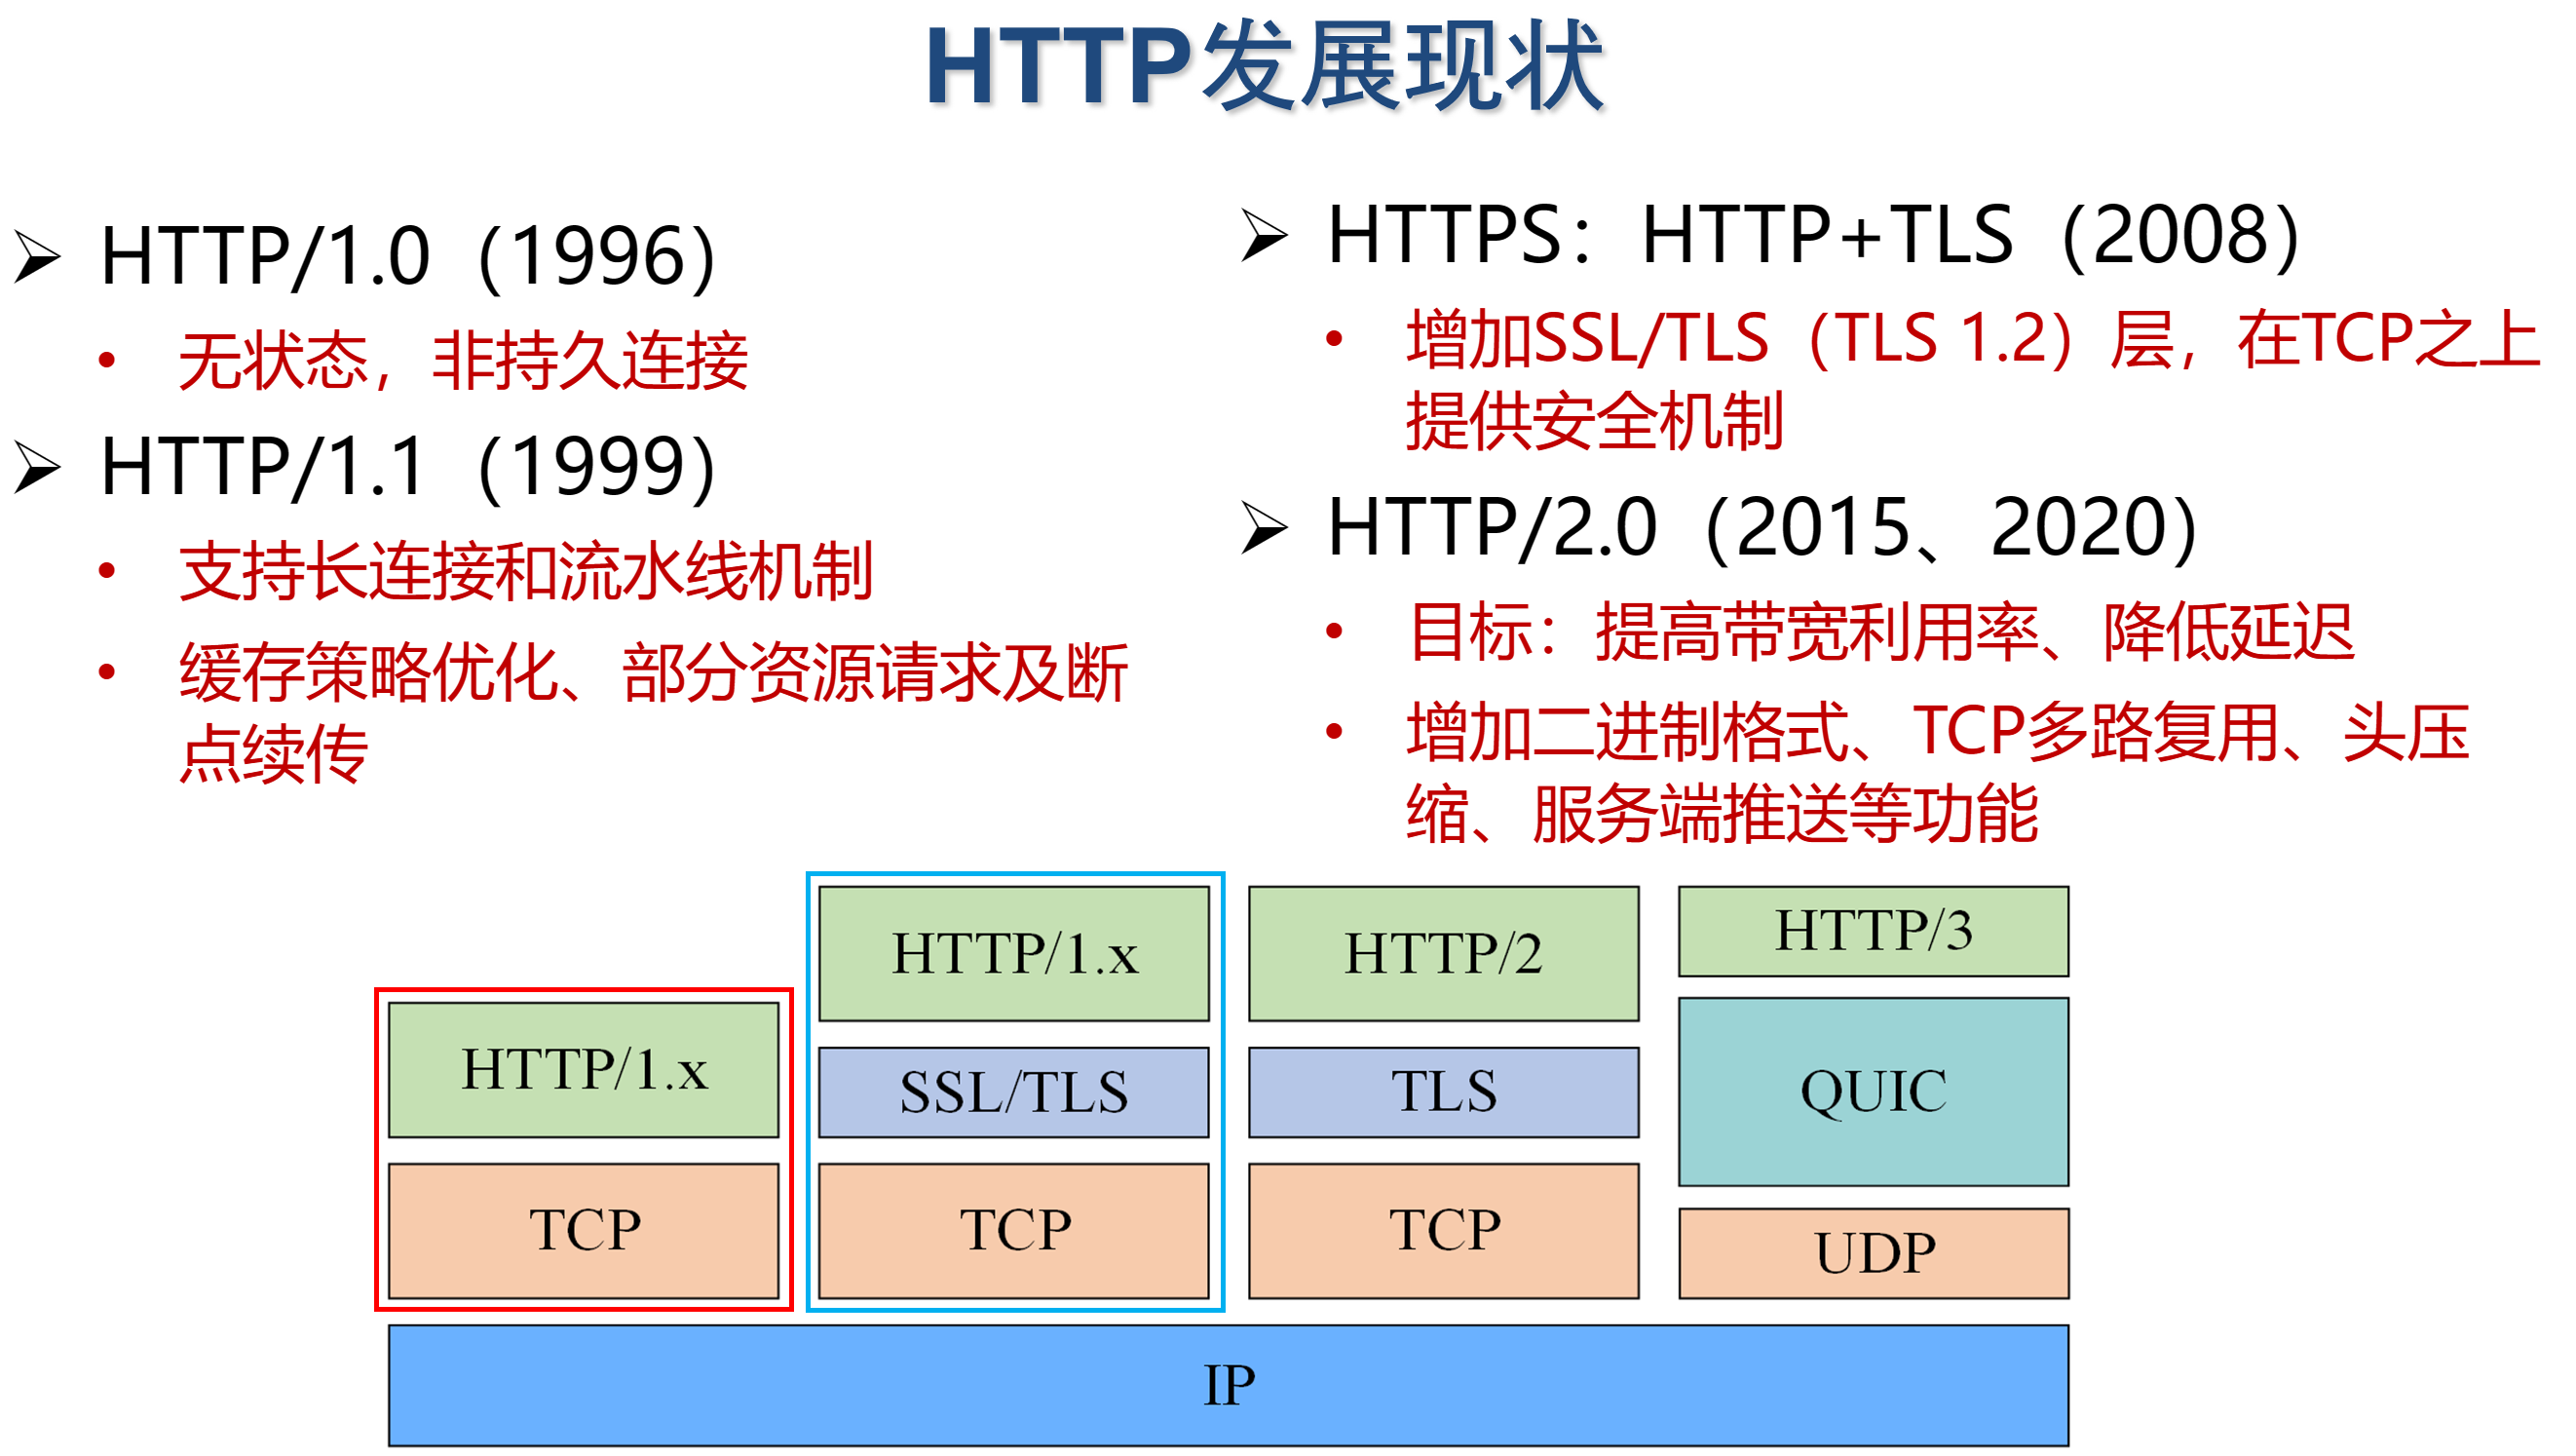 HTTP发展现状
➢ HTTP/1.0（1996）
• 无状态，非持久连接
➢ HTTP/1.1（1999）
• 支持长连接和流水线机制
• 缓存策略优化、部分资源请求及断
点续传
➢ HTTPS：HTTP+TLS（2008）
• 增加SSL/TLS（TLS 1.2）层，在TCP之上
提供安全机制
➢ HTTP/2.0（2015、2020）
• 目标：提高带宽利用率、降低延迟
• 增加二进制格式、TCP多路复用、头压
缩、服务端推送等功能
HTTP/1.x
TCP
HTTP/1.x
SSL/TLS
TCP
HTTP/2
TLS
TCP
HTTP/3
QUIC
UDP
IP